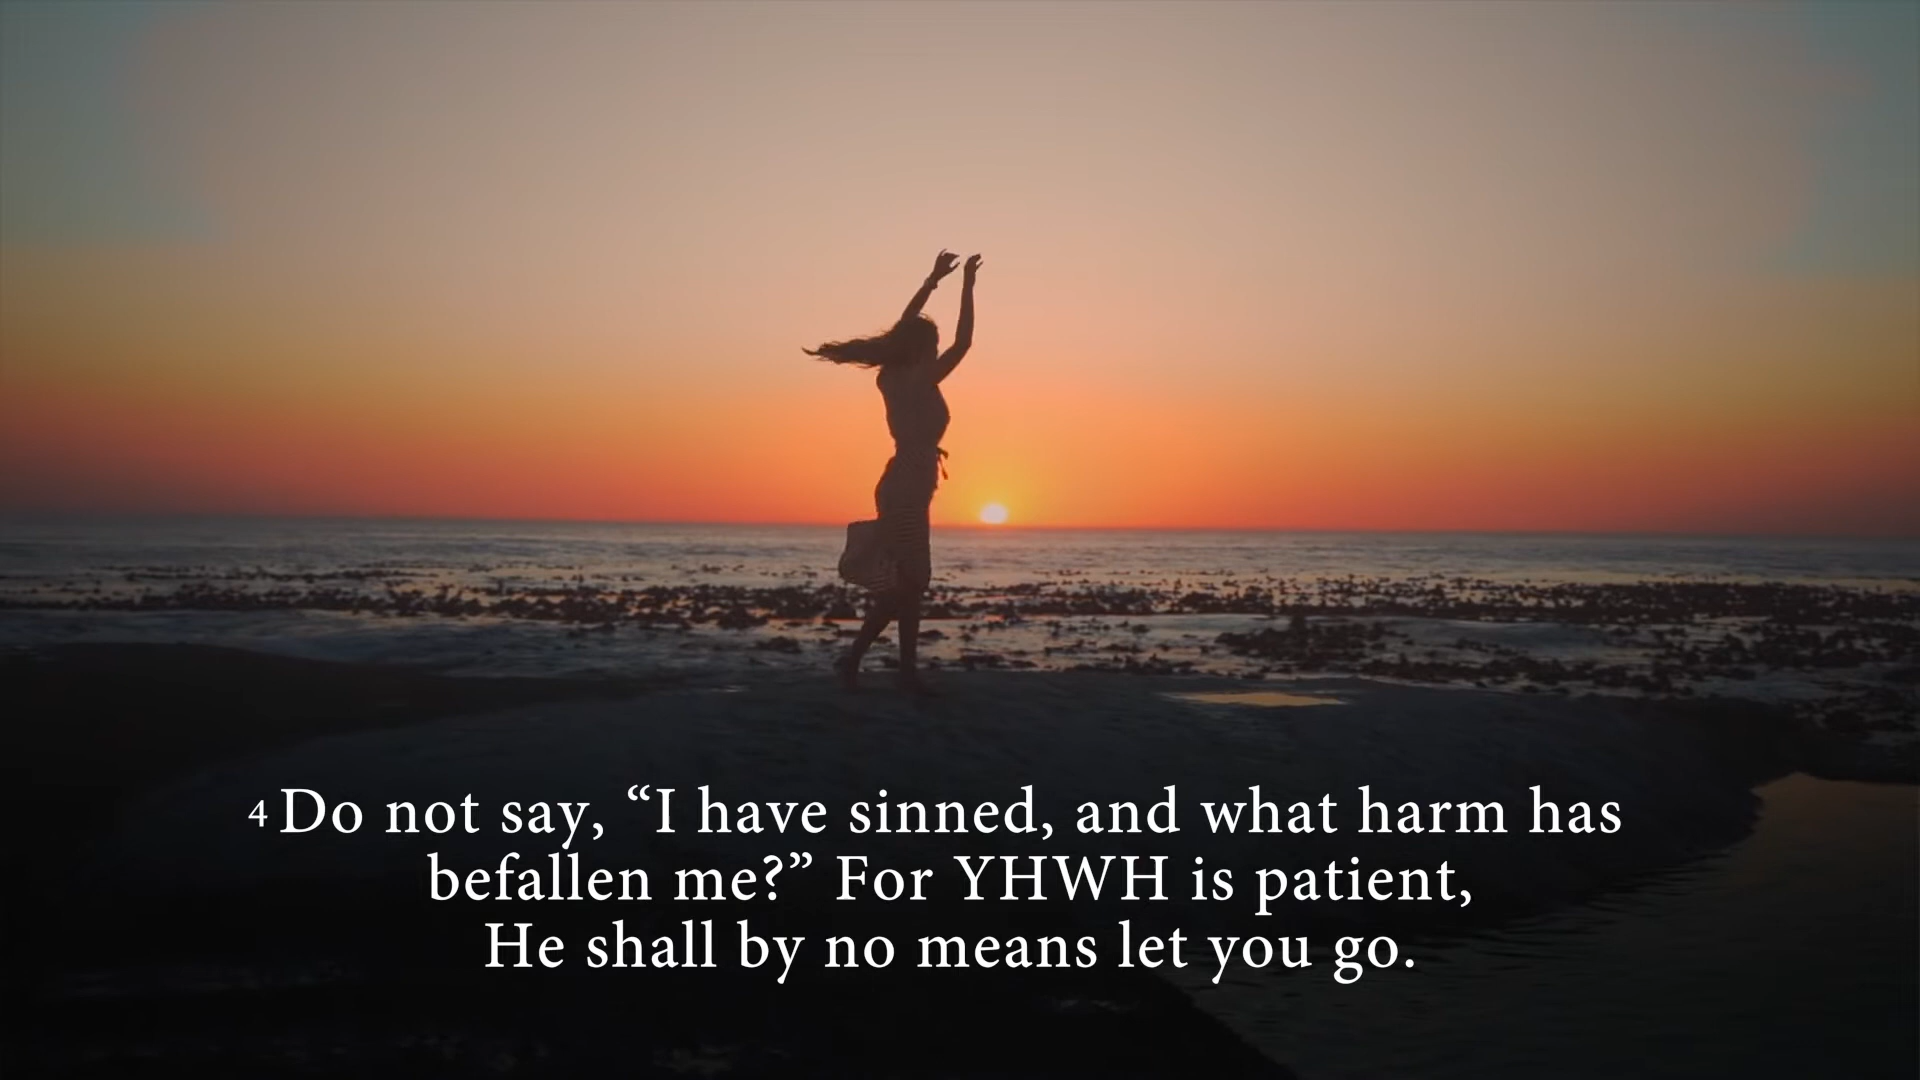 4 Do not say, “I have sinned, and what harm has
befallen me?” For YHWH is patient,
He shall by no means let you go.